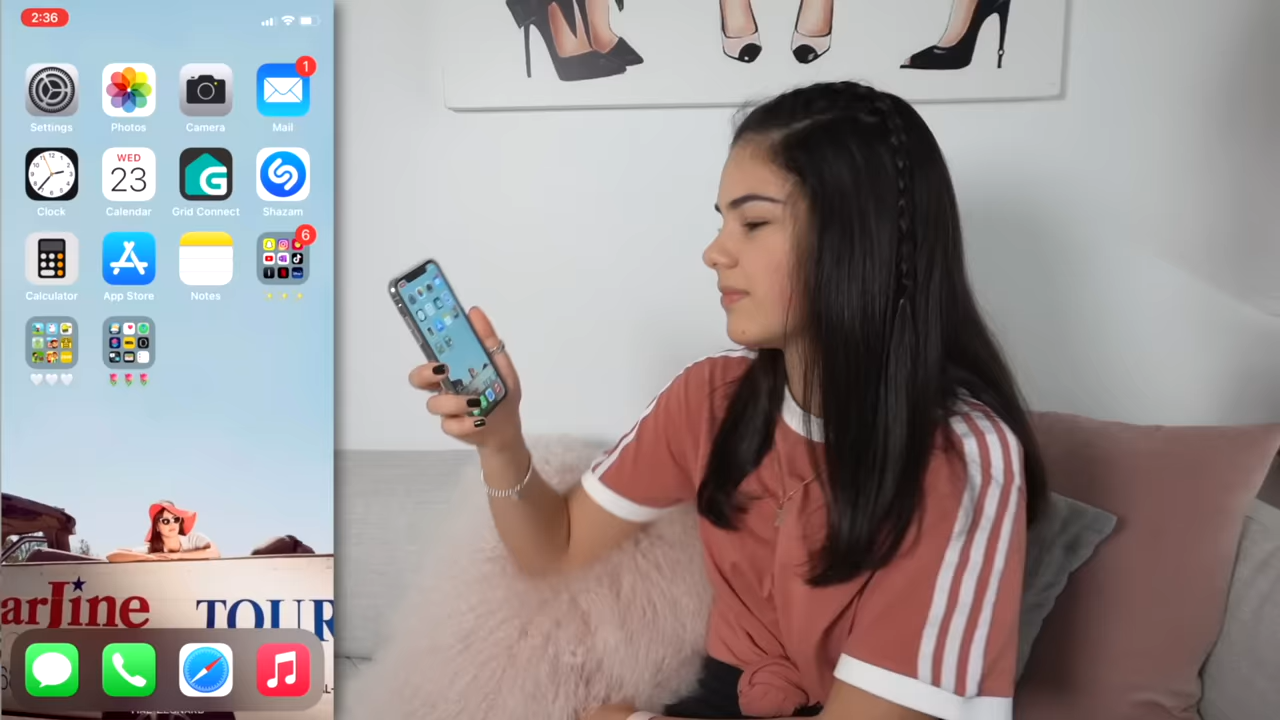 2:36
1
Settings
Photos
Camera
Mail
WED
23
Clock
Calendar
Grid Connect
Shazam
6
Calculator
App Store
Notes
arline
TOUR